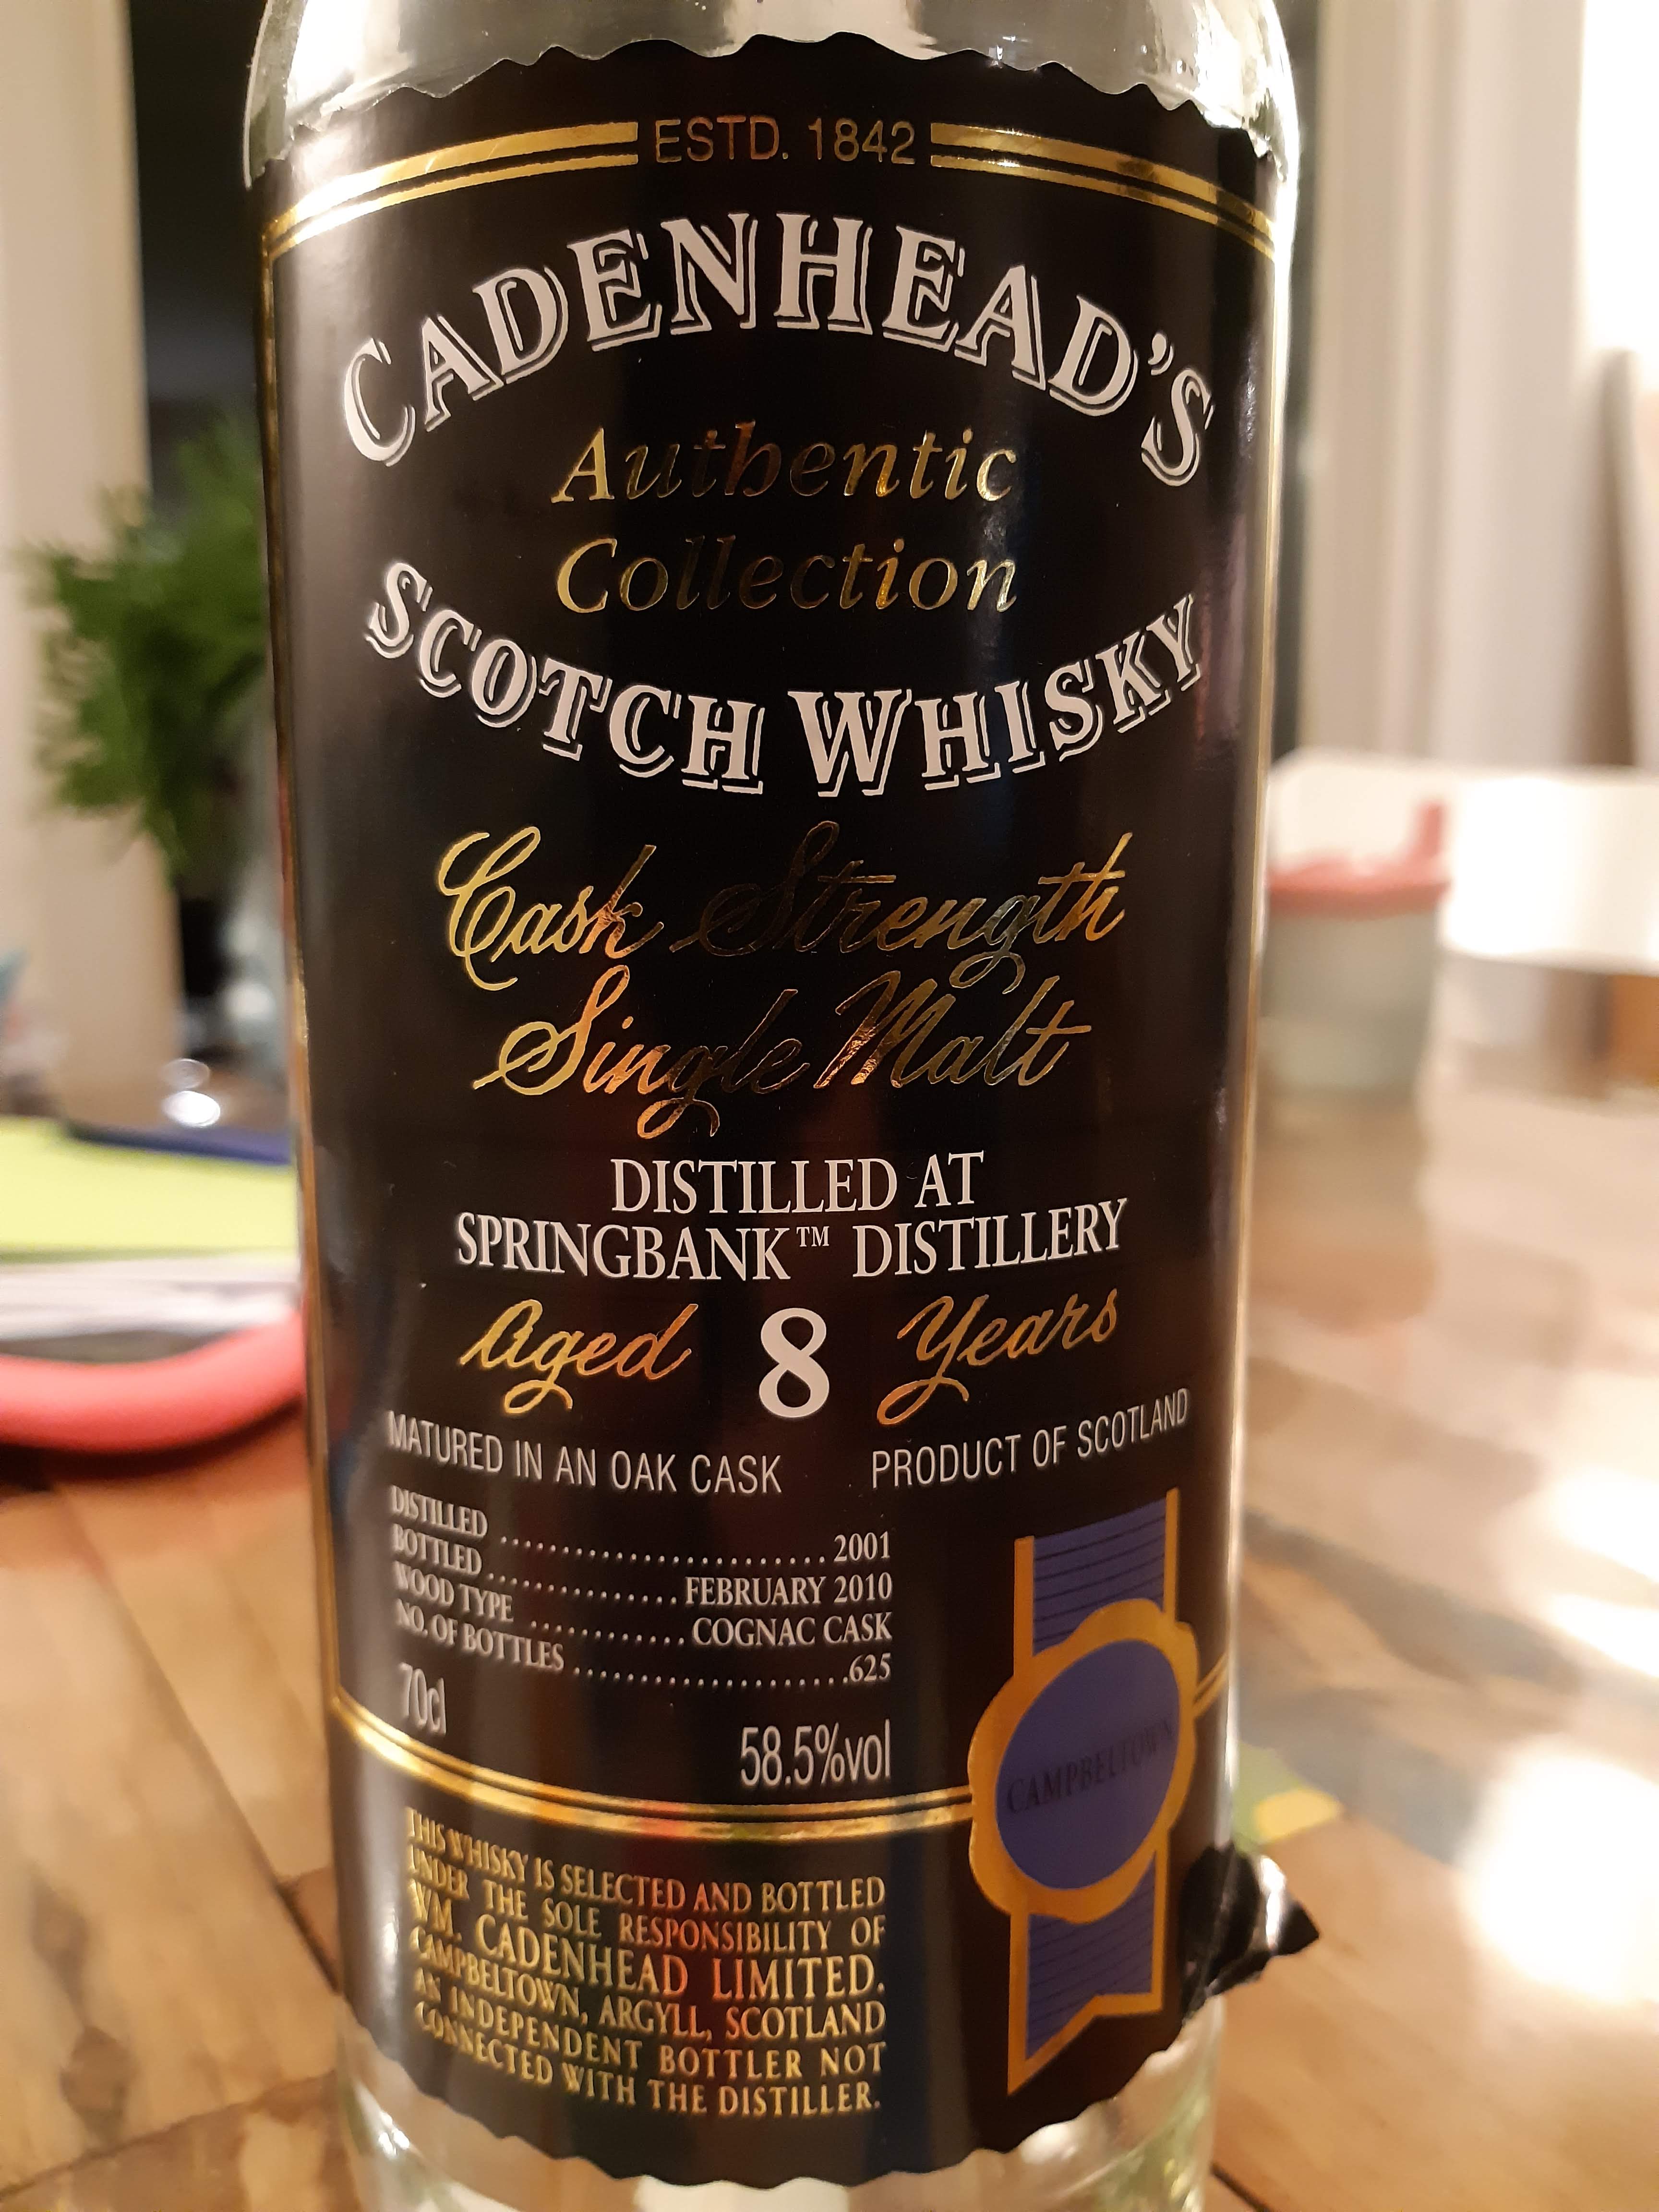 ESTD. 1842
CADENHEAD'S
Authentic
Collection
SCOTCH WHISKY
Cask Strength
Single Malt
DISTILLED AT
SPRINGBANK™ DISTILLERY
Aged 8 Years
MATURED IN AN OAK CASK PRODUCT OF SCOTLAND
DISTILLED ........................... 2001
BOTTLED ................ FEBRUARY 2010
WOOD TYPE ............. COGNAC CASK
NO. OF BOTTLES ........................ 625
70cl
58.5%vol
CAMPBELTOWN
THIS WHISKY IS SELECTED AND BOTTLED
UNDER THE SOLE RESPONSIBILITY OF
WM. CADENHEAD LIMITED.
CAMPBELTOWN, ARGYLL, SCOTLAND
AN INDEPENDENT BOTTLER NOT
CONNECTED WITH THE DISTILLER.